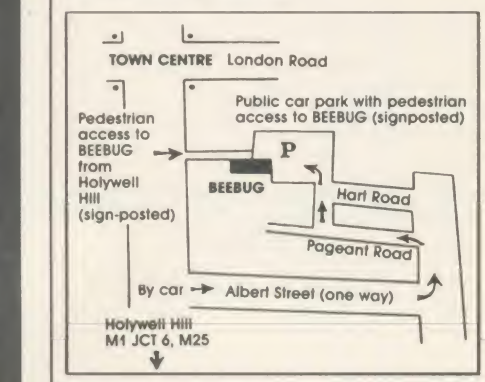 TOWN CENTRE London Road
Public car park with pedestrian
access to BEEBUG (signposted)
Pedestrian
access to
BEEBUG
from
Holywell
Hill
(sign-posted)
P
BEEBUG
Hart Road
Pageant Road
By car Albert Street (one way)
Holywell Hill
M1 JCT 6, M25